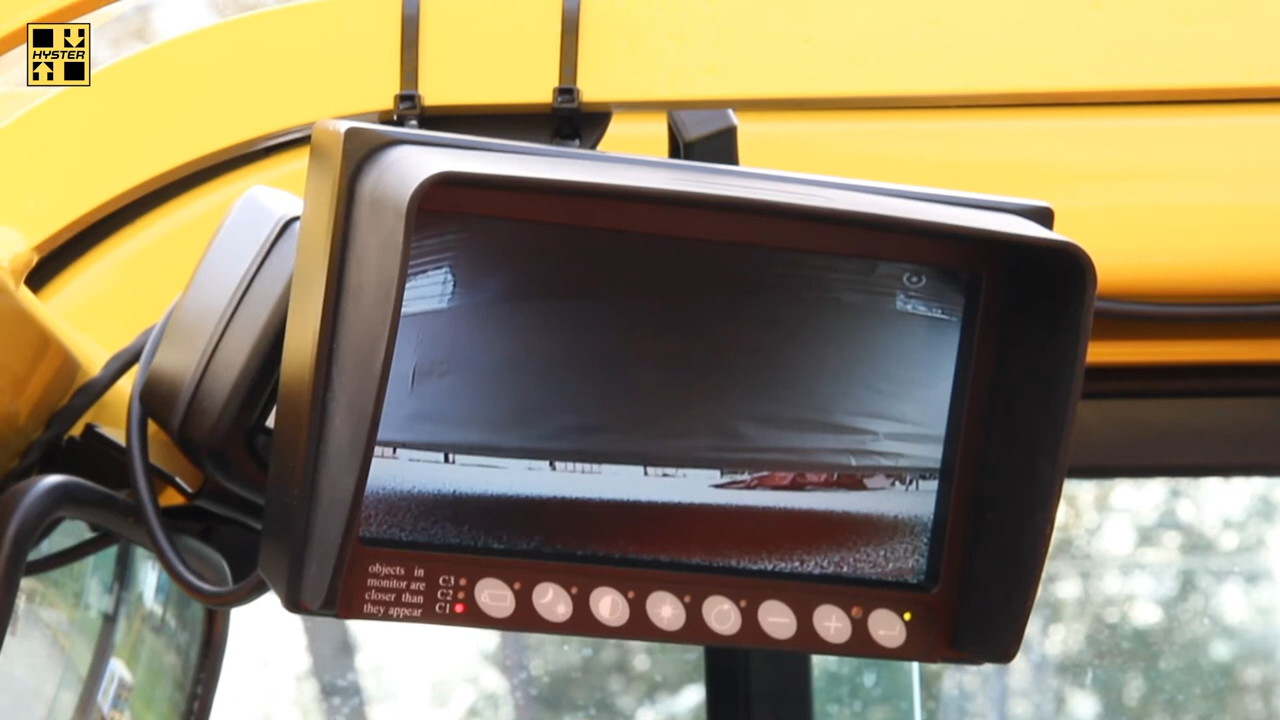 HYSTER
objects in
monitor are
closer than
they appear
C3
C2
C1